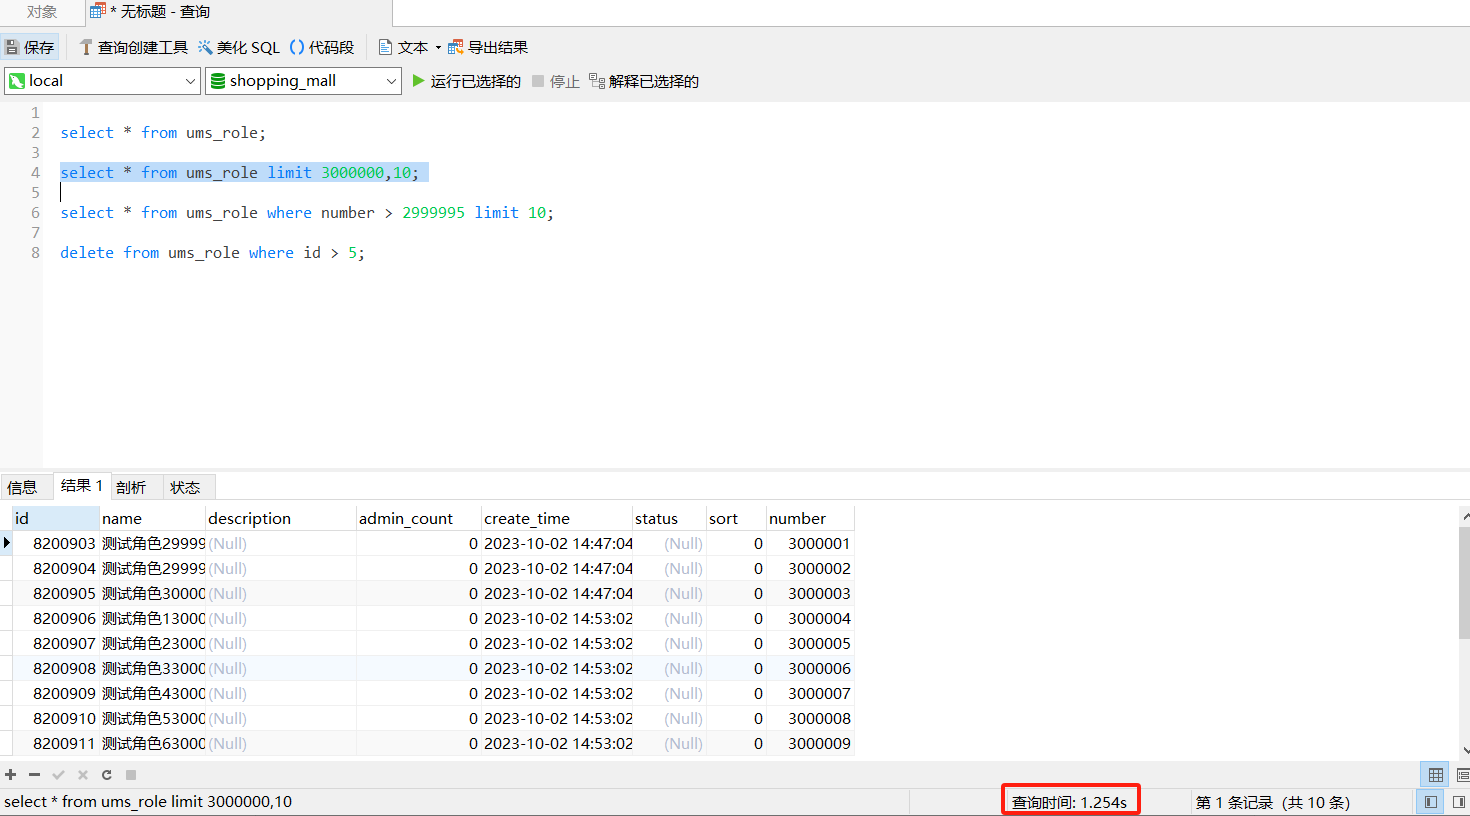 对象 * 无标题 - 查询
保存 查询创建工具 美化 SQL () 代码段 文本 导出结果
local shopping_mall 运行已选择的 停止 解释已选择的
1
2 select * from ums_role;
3
4 select * from ums_role limit 3000000,10;
5
6 select * from ums_role where number > 2999995 limit 10;
7
8 delete from ums_role where id > 5;
信息 结果 1 剖析 状态
id name description admin_count create_time status sort number
8200903 测试角色29999 (Null) 0 2023-10-02 14:47:04 (Null) 0 3000001
8200904 测试角色29999 (Null) 0 2023-10-02 14:47:04 (Null) 0 3000002
8200905 测试角色30000 (Null) 0 2023-10-02 14:47:04 (Null) 0 3000003
8200906 测试角色13000 (Null) 0 2023-10-02 14:53:02 (Null) 0 3000004
8200907 测试角色23000 (Null) 0 2023-10-02 14:53:02 (Null) 0 3000005
8200908 测试角色33000 (Null) 0 2023-10-02 14:53:02 (Null) 0 3000006
8200909 测试角色43000 (Null) 0 2023-10-02 14:53:02 (Null) 0 3000007
8200910 测试角色53000 (Null) 0 2023-10-02 14:53:02 (Null) 0 3000008
8200911 测试角色63000 (Null) 0 2023-10-02 14:53:02 (Null) 0 3000009
select * from ums_role limit 3000000,10 查询时间: 1.254s 第 1 条记录 (共 10 条)